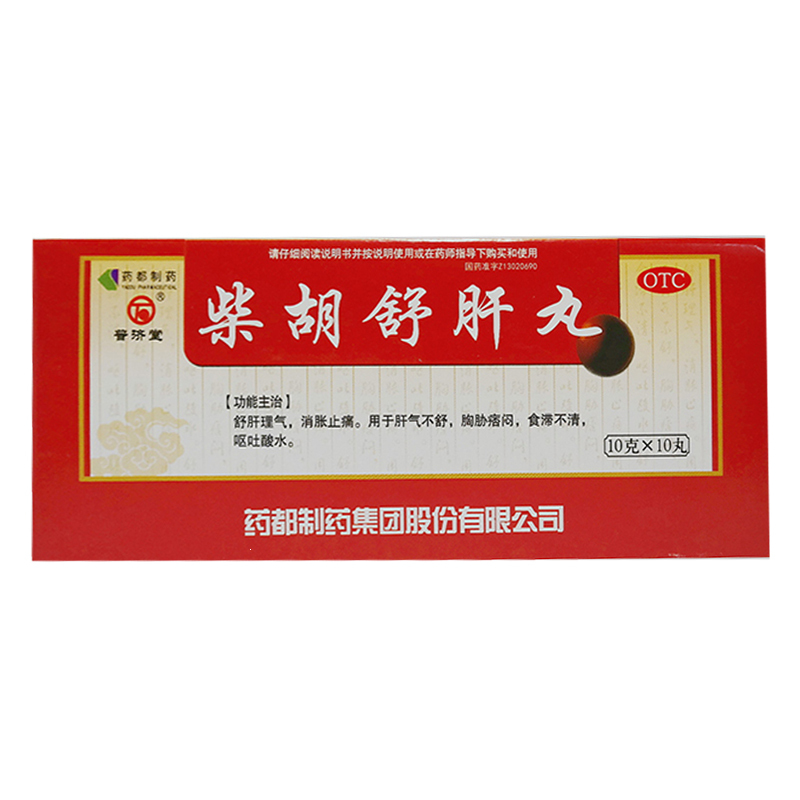 请仔细阅读说明书并按说明使用或在药师指导下购买和使用
国药准字Z13020690
药都制药
YAODU PHARMACEUTICAL
®
普济堂
柴胡舒肝丸
OTC
【功能主治】
舒肝理气，消胀止痛。用于肝气不舒，胸胁痞闷，食滞不清，
呕吐酸水。
10克×10丸
药都制药集团股份有限公司